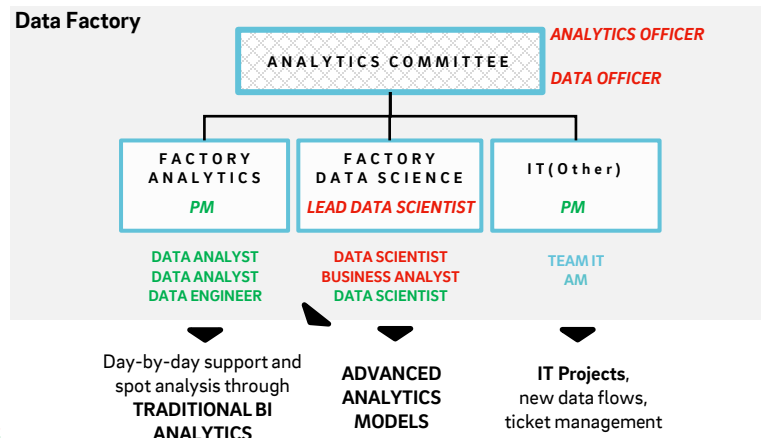 Data Factory
ANALYTICS COMMITTEE
ANALYTICS OFFICER
DATA OFFICER
FACTORY
ANALYTICS
PM
FACTORY
DATA SCIENCE
LEAD DATA SCIENTIST
IT(Other)
PM
DATA ANALYST
DATA ANALYST
DATA ENGINEER
DATA SCIENTIST
BUSINESS ANALYST
DATA SCIENTIST
TEAM IT
AM
Day-by-day support and
spot analysis through
TRADITIONAL BI
ANALYTICS
ADVANCED
ANALYTICS
MODELS
IT Projects,
new data flows,
ticket management